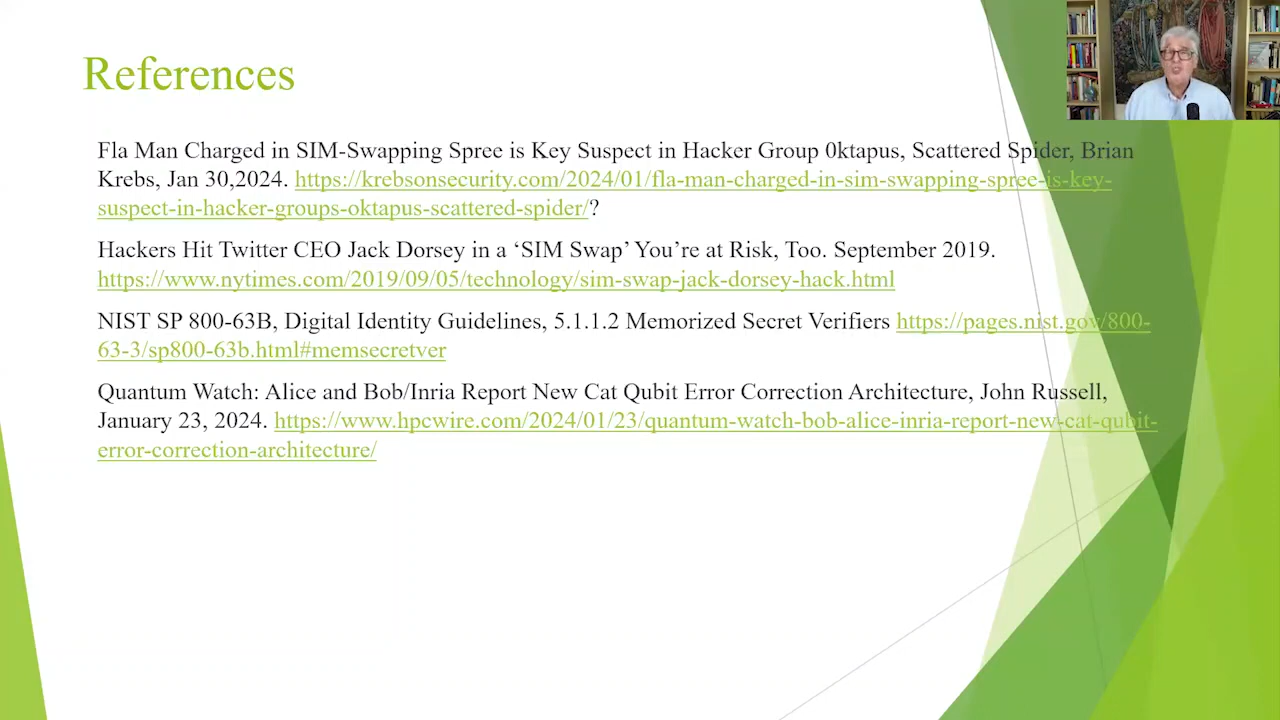 References
Fla Man Charged in SIM-Swapping Spree is Key Suspect in Hacker Group 0ktapus, Scattered Spider, Brian
Krebs, Jan 30,2024. https://krebsonsecurity.com/2024/01/fla-man-charged-in-sim-swapping-spree-is-key-
suspect-in-hacker-groups-oktapus-scattered-spider/?
Hackers Hit Twitter CEO Jack Dorsey in a ‘SIM Swap’ You’re at Risk, Too. September 2019.
https://www.nytimes.com/2019/09/05/technology/sim-swap-jack-dorsey-hack.html
NIST SP 800-63B, Digital Identity Guidelines, 5.1.1.2 Memorized Secret Verifiers https://pages.nist.gov/800-
63-3/sp800-63b.html#memsecretver
Quantum Watch: Alice and Bob/Inria Report New Cat Qubit Error Correction Architecture, John Russell,
January 23, 2024. https://www.hpcwire.com/2024/01/23/quantum-watch-bob-alice-inria-report-new-cat-qubit-
error-correction-architecture/